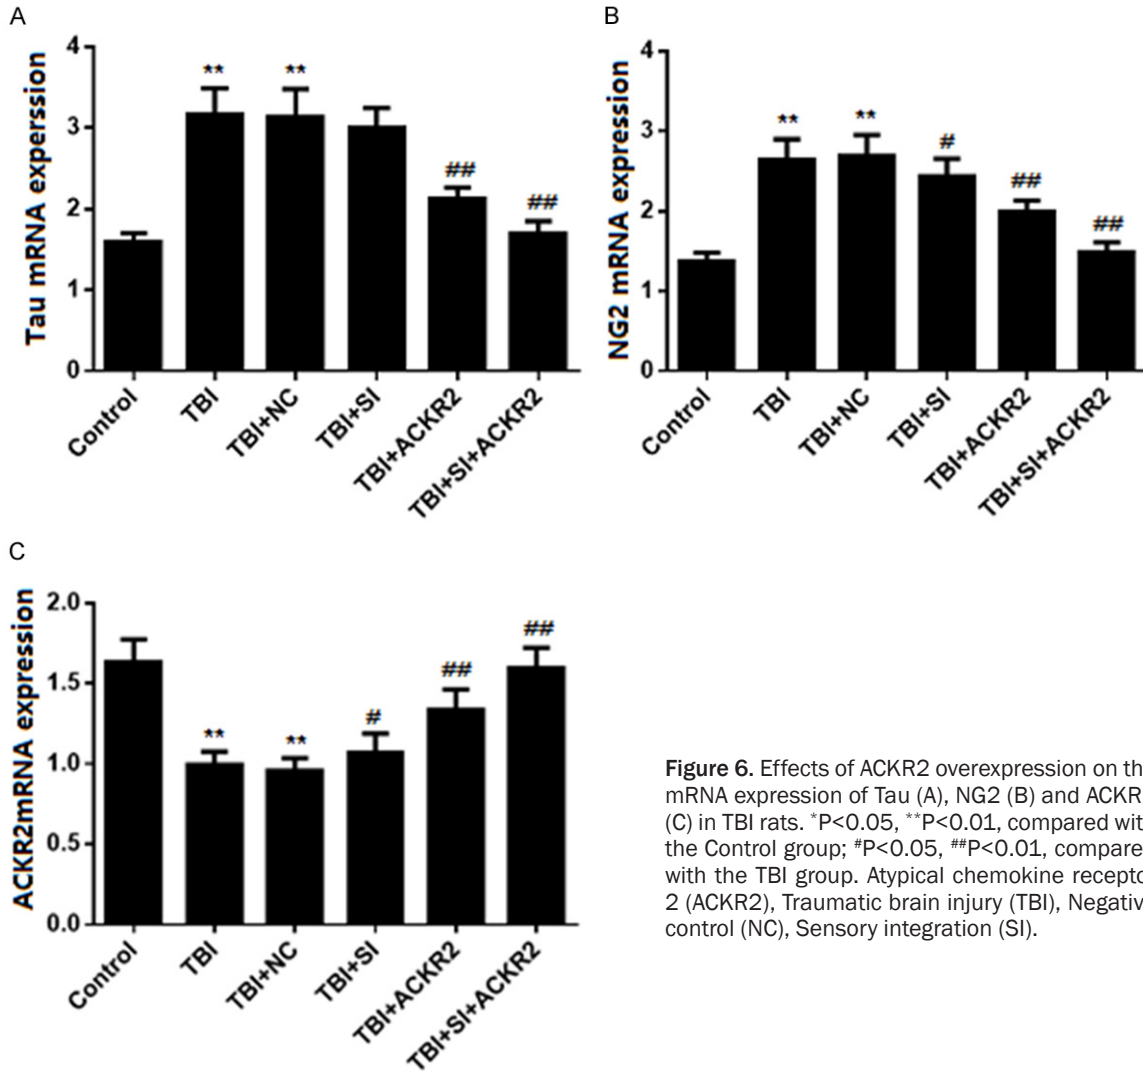 A
Tau mRNA experssion
4
3
2
1
0
**
**
##
##
Control
TBI
TBI+NC
TBI+SI
TBI+ACKR2
TBI+SI+ACKR2
B
NG2 mRNA expression
4
3
2
1
0
**
**
#
##
##
Control
TBI
TBI+NC
TBI+SI
TBI+ACKR2
TBI+SI+ACKR2
C
ACKR2mRNA expression
2.0
1.5
1.0
0.5
0.0
**
**
#
##
##
Control
TBI
TBI+NC
TBI+SI
TBI+ACKR2
TBI+SI+ACKR2
Figure 6. Effects of ACKR2 overexpression on th
mRNA expression of Tau (A), NG2 (B) and ACKR
(C) in TBI rats. *P<0.05, **P<0.01, compared wit
the Control group; #P<0.05, ##P<0.01, compare
with the TBI group. Atypical chemokine recepto
2 (ACKR2), Traumatic brain injury (TBI), Negativ
control (NC), Sensory integration (SI).